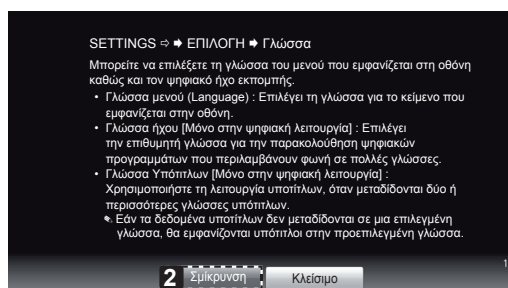 SETTINGS ⇨ ➡ ΕΠΙΛΟΓΗ ➡ Γλώσσα
Μπορείτε να επιλέξετε τη γλώσσα του μενού που εμφανίζεται στη οθόνη
καθώς και τον ψηφιακό ήχο εκπομπής.
• Γλώσσα μενού (Language) : Επιλέγει τη γλώσσα για το κείμενο που
εμφανίζεται στην οθόνη.
• Γλώσσα ήχου [Μόνο στην ψηφιακή λειτουργία] : Επιλέγει
την επιθυμητή γλώσσα για την παρακολούθηση ψηφιακών
προγραμμάτων που περιλαμβάνουν φωνή σε πολλές γλώσσες.
• Γλώσσα Υπότιτλων [Μόνο στην ψηφιακή λειτουργία] :
Χρησιμοποιήστε τη λειτουργία υποτίτλων, όταν μεταδίδονται δύο ή
περισσότερες γλώσσες υπότιτλων.
✎ Εάν τα δεδομένα υποτίτλων δεν μεταδίδονται σε μια επιλεγμένη
γλώσσα, θα εμφανίζονται υπότιτλοι στην προεπιλεγμένη γλώσσα.
1
2 Σμίκρυνση Κλείσιμο